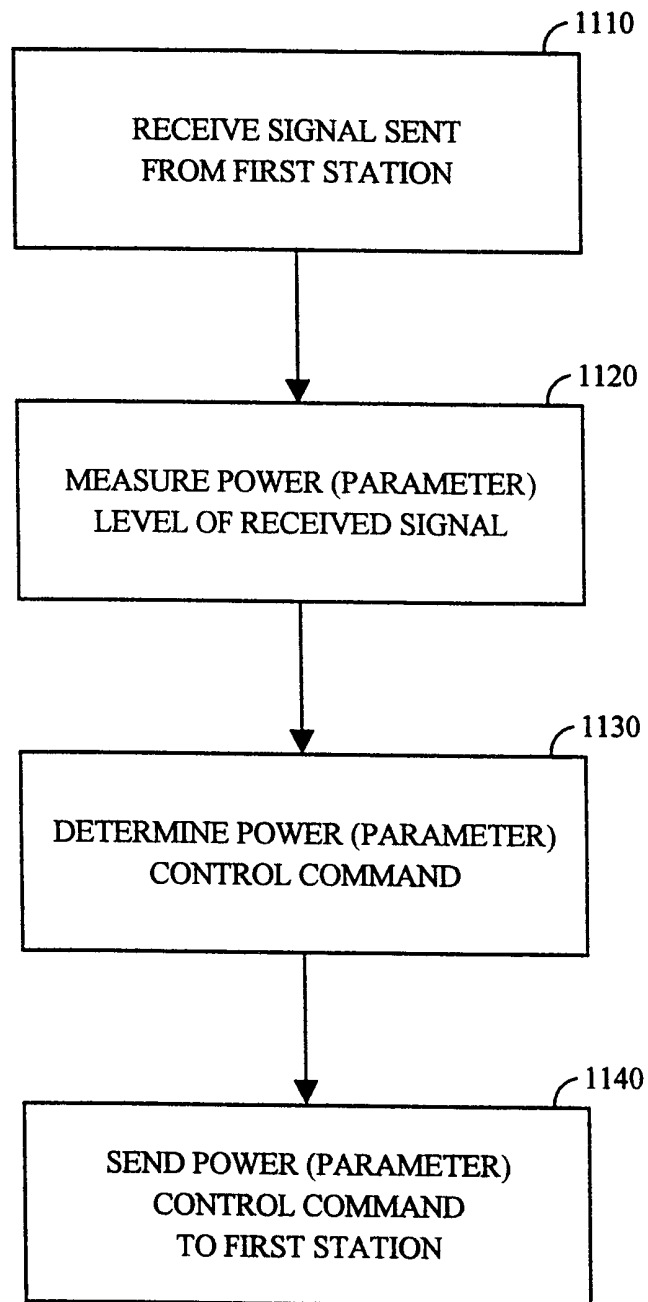 1110
RECEIVE SIGNAL SENT
FROM FIRST STATION
1120
MEASURE POWER (PARAMETER)
LEVEL OF RECEIVED SIGNAL
1130
DETERMINE POWER (PARAMETER)
CONTROL COMMAND
1140
SEND POWER (PARAMETER)
CONTROL COMMAND
TO FIRST STATION